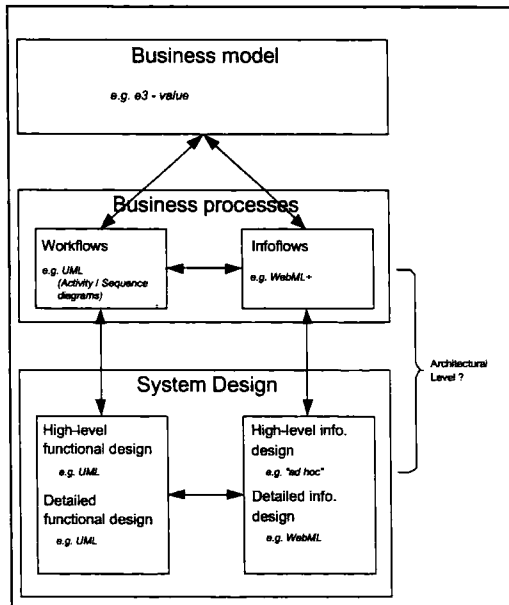 Business model
e.g. e3 - value
Business processes
Workflows
e.g. UML
(Activity / Sequence
diagrams)
Infoflows
e.g. WebML+
Architectural
Level ?
System Design
High-level
functional design
e.g. UML
Detailed
functional design
e.g. UML
High-level info.
design
e.g. "ad hoc"
Detailed info.
design
e.g. WebML